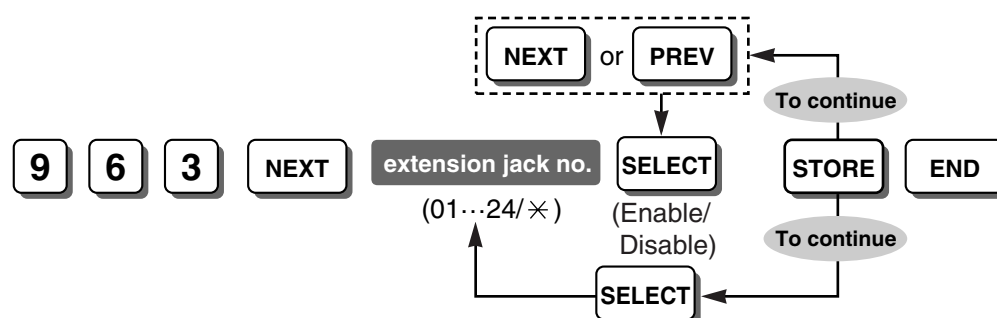 NEXT or PREV
To continue
9 6 3 NEXT extension jack no. SELECT STORE END
(01···24/✳)
(Enable/
Disable)
To continue
SELECT